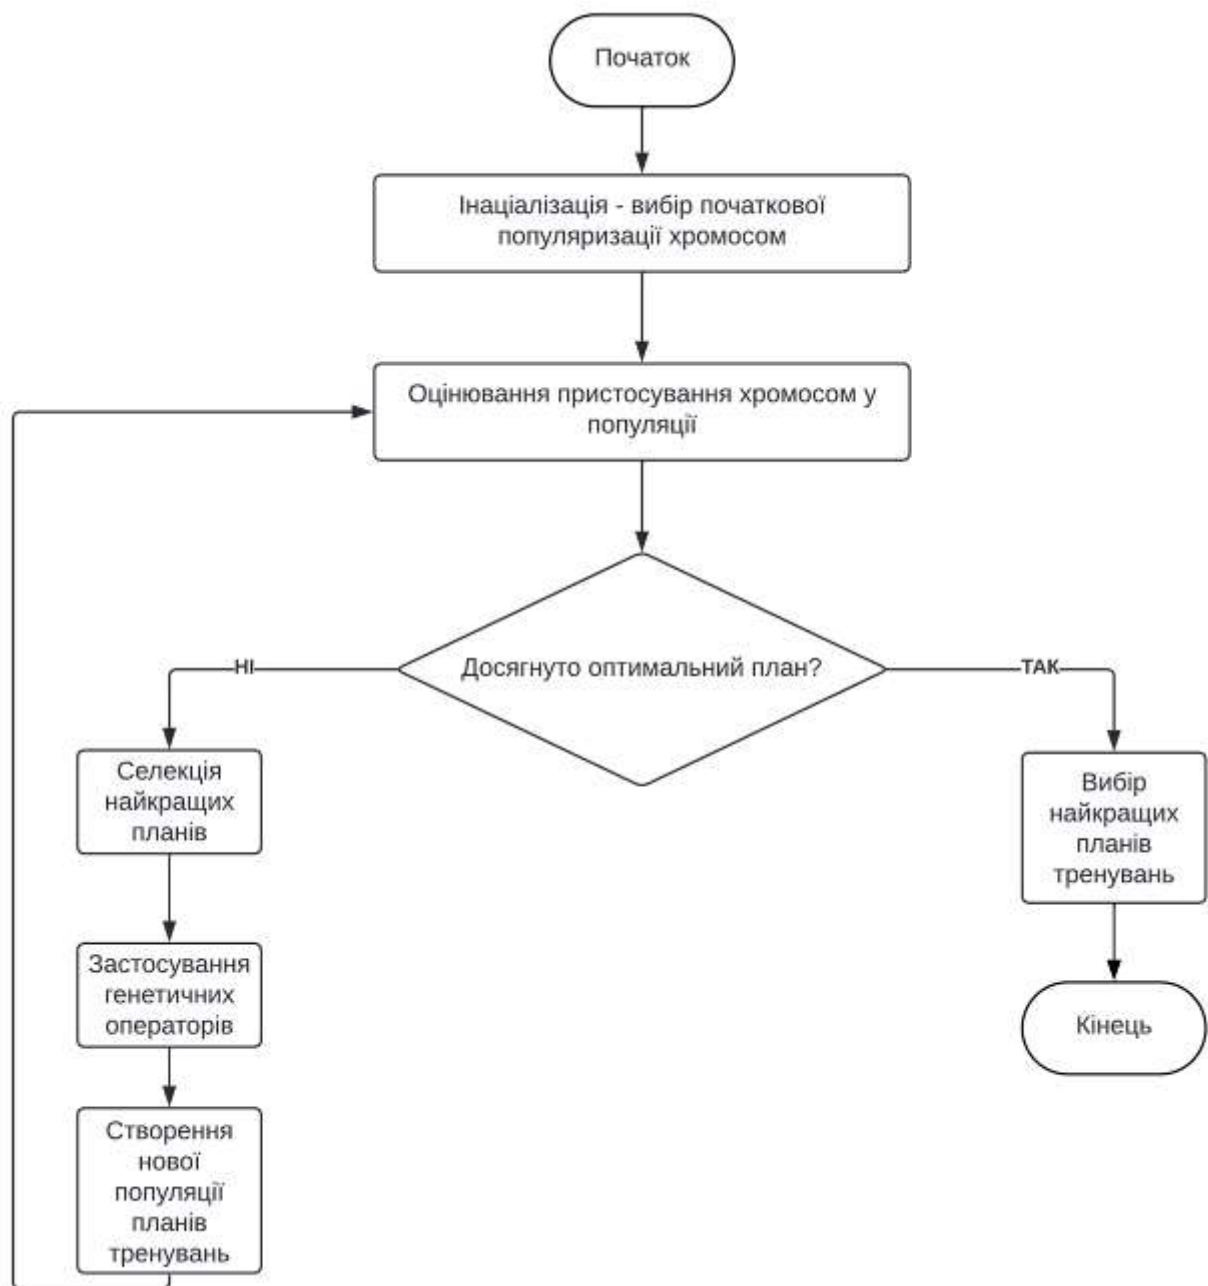 Початок
Інаціалізація - вибір початкової
популяризації хромосом
Оцінювання пристосування хромосом у
популяції
Досягнуто оптимальний план?
НІ
ТАК
Селекція
найкращих
планів
Вибір
найкращих
планів
тренувань
Застосування
генетичних
операторів
Кінець
Створення
нової
популяції
планів
тренувань